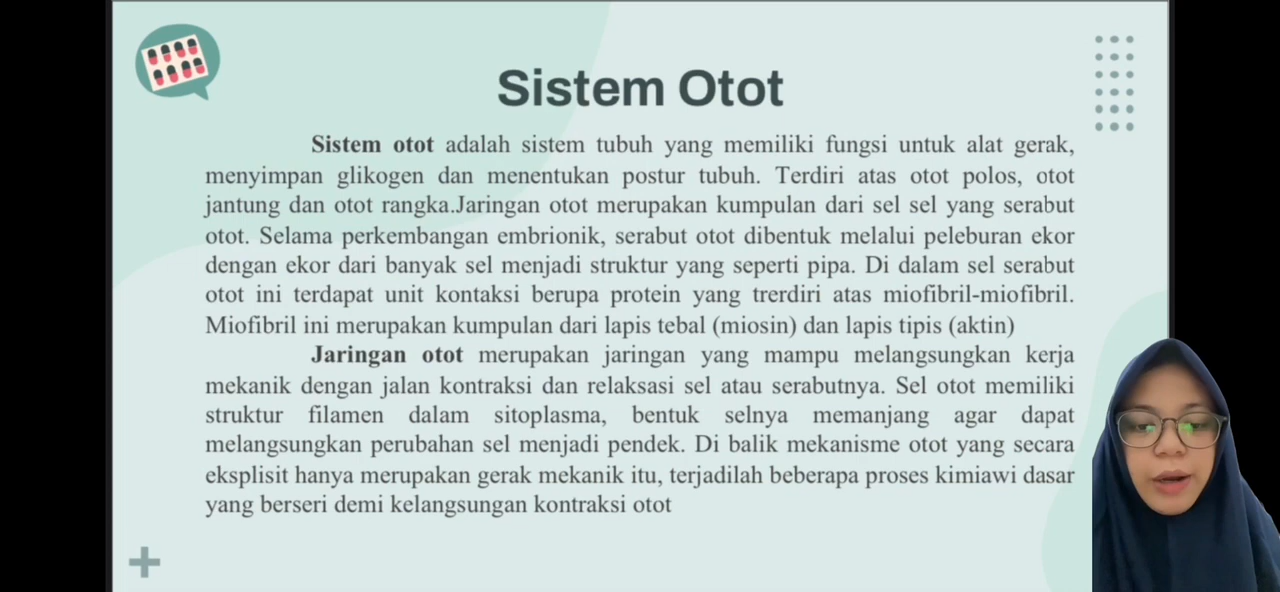 Sistem Otot
Sistem otot adalah sistem tubuh yang memiliki fungsi untuk alat gerak,
menyimpan glikogen dan menentukan postur tubuh. Terdiri atas otot polos, otot
jantung dan otot rangka.Jaringan otot merupakan kumpulan dari sel sel yang serabut
otot. Selama perkembangan embrionik, serabut otot dibentuk melalui peleburan ekor
dengan ekor dari banyak sel menjadi struktur yang seperti pipa. Di dalam sel serabut
otot ini terdapat unit kontaksi berupa protein yang trerdiri atas miofibril-miofibril.
Miofibril ini merupakan kumpulan dari lapis tebal (miosin) dan lapis tipis (aktin)
Jaringan otot merupakan jaringan yang mampu melangsungkan kerja
mekanik dengan jalan kontraksi dan relaksasi sel atau serabutnya. Sel otot memiliki
struktur filamen dalam sitoplasma, bentuk selnya memanjang agar dapat
melangsungkan perubahan sel menjadi pendek. Di balik mekanisme otot yang secara
eksplisit hanya merupakan gerak mekanik itu, terjadilah beberapa proses kimiawi dasar
yang berseri demi kelangsungan kontraksi otot